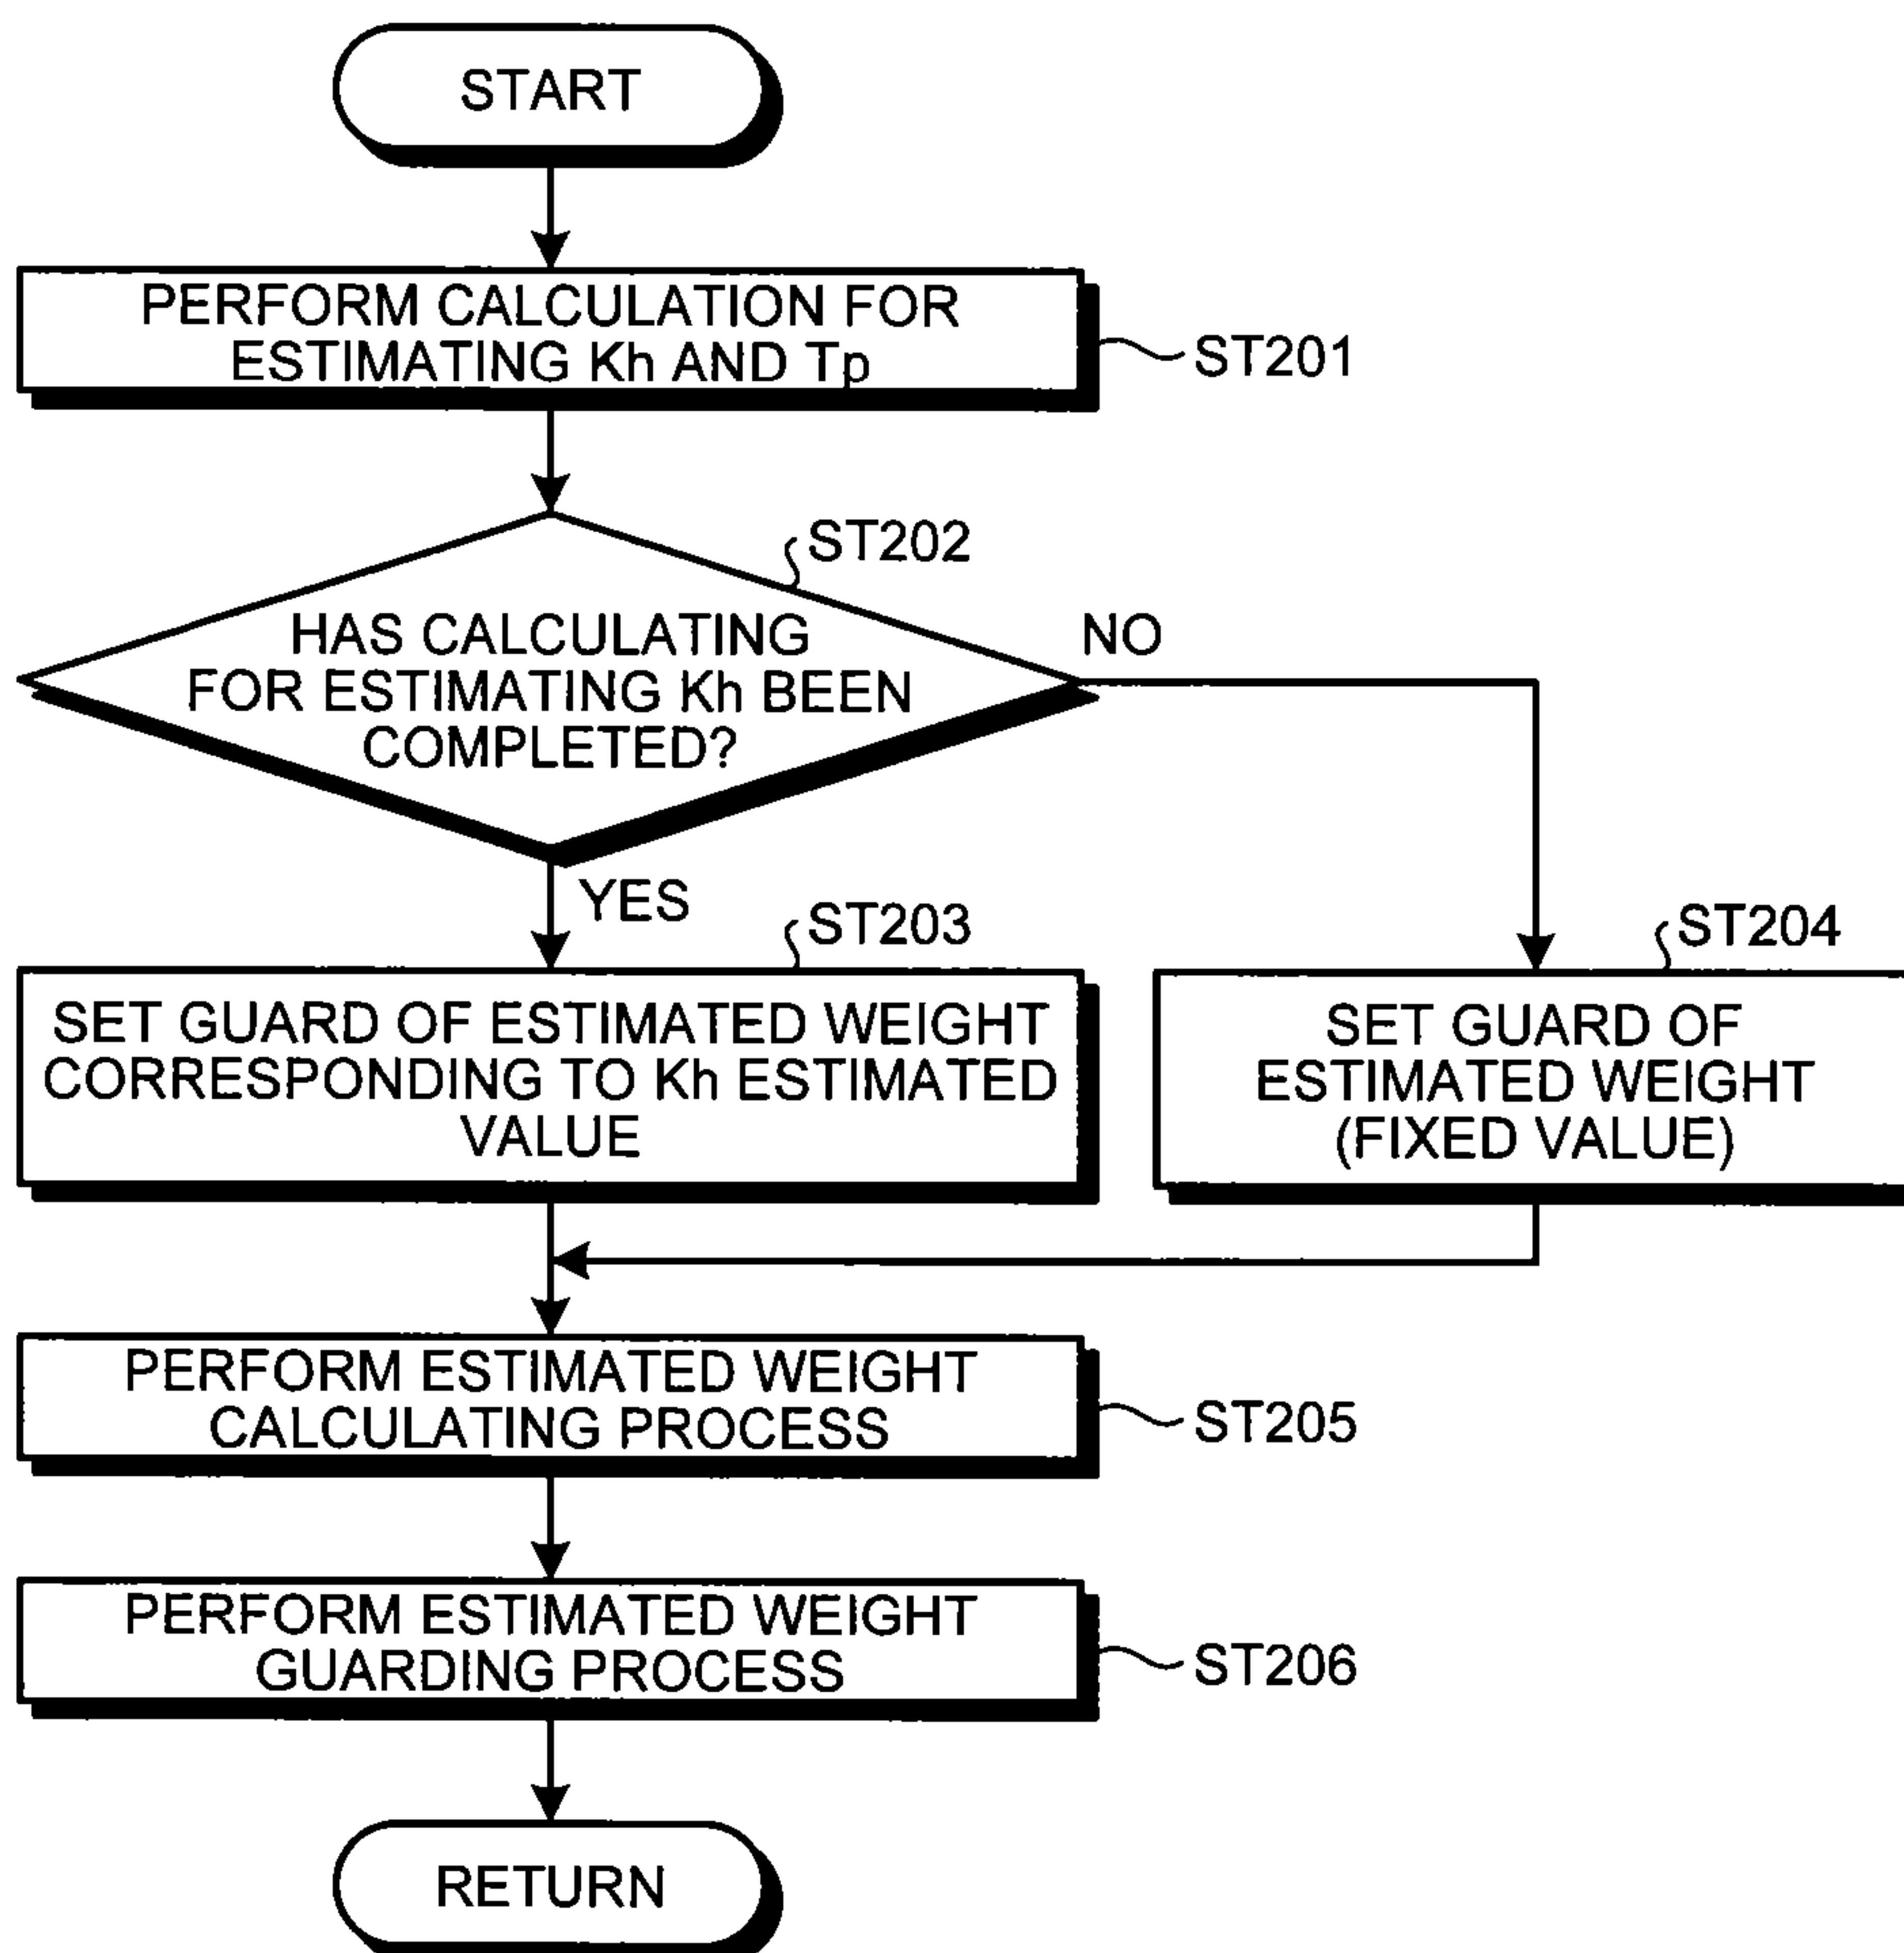 START
PERFORM CALCULATION FOR
ESTIMATING Kh AND Tp
ST201
ST202
HAS CALCULATING
FOR ESTIMATING Kh BEEN
COMPLETED?
NO
YES
ST203
SET GUARD OF ESTIMATED WEIGHT
CORRESPONDING TO Kh ESTIMATED
VALUE
ST204
SET GUARD OF
ESTIMATED WEIGHT
(FIXED VALUE)
PERFORM ESTIMATED WEIGHT
CALCULATING PROCESS
ST205
PERFORM ESTIMATED WEIGHT
GUARDING PROCESS
ST206
RETURN